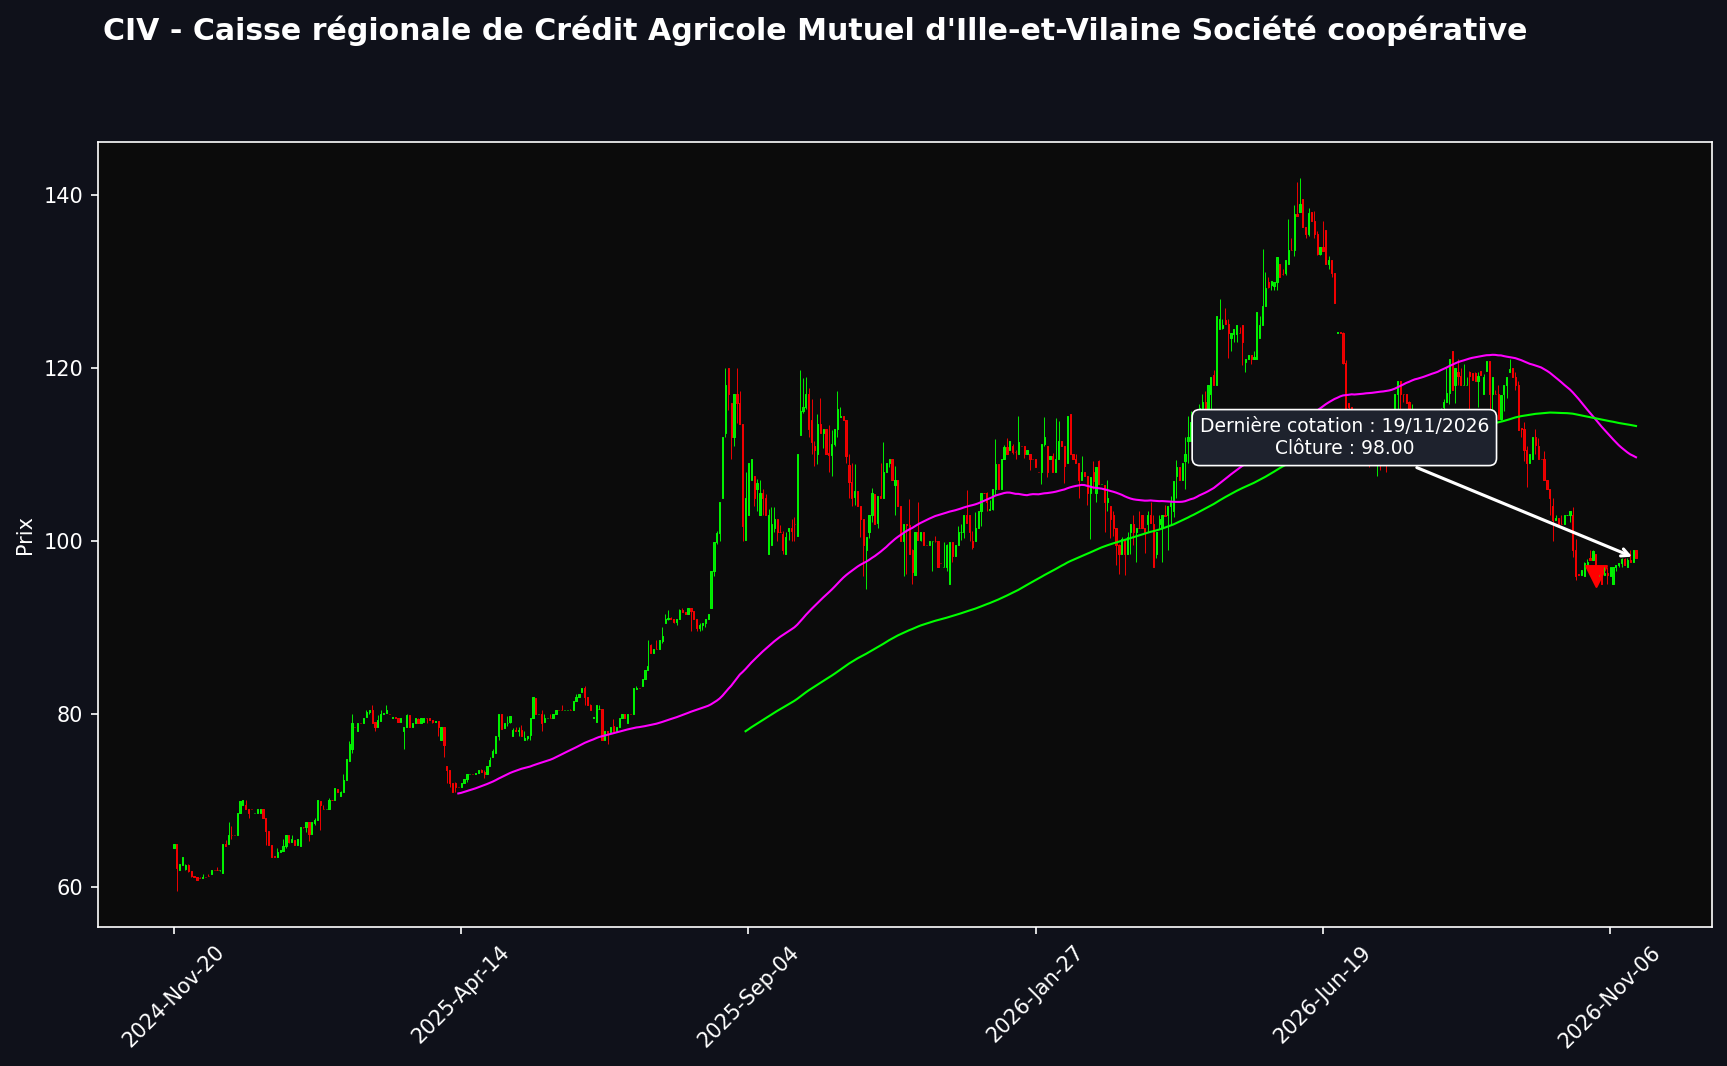 CIV - Caisse régionale de Crédit Agricole Mutuel d'Ille-et-Vilaine Société coopérative
140
120
100
80
60
Prix
Dernière cotation : 19/11/2026
Clôture : 98.00
2024-Nov-20
2025-Apr-14
2025-Sep-04
2026-Jan-27
2026-Jun-19
2026-Nov-06